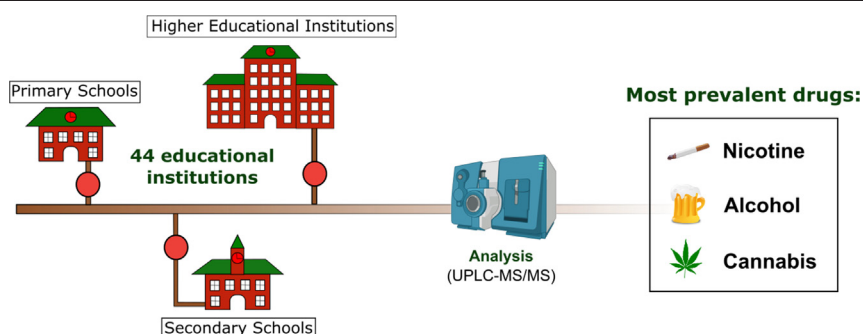 Higher Educational Institutions
Primary Schools
44 educational
institutions
Secondary Schools
Analysis
(UPLC-MS/MS)
Most prevalent drugs:
Nicotine
Alcohol
Cannabis